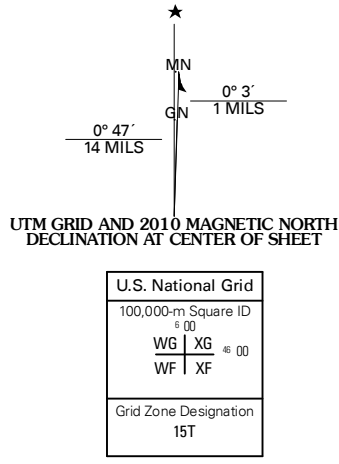 ★
MN
0° 3´
1 MILS
GN
0° 47´
14 MILS
UTM GRID AND 2010 MAGNETIC NORTH
DECLINATION AT CENTER OF SHEET
U.S. National Grid
100,000-m Square ID
6 00
WG XG 46 00
WF XF
Grid Zone Designation
15T